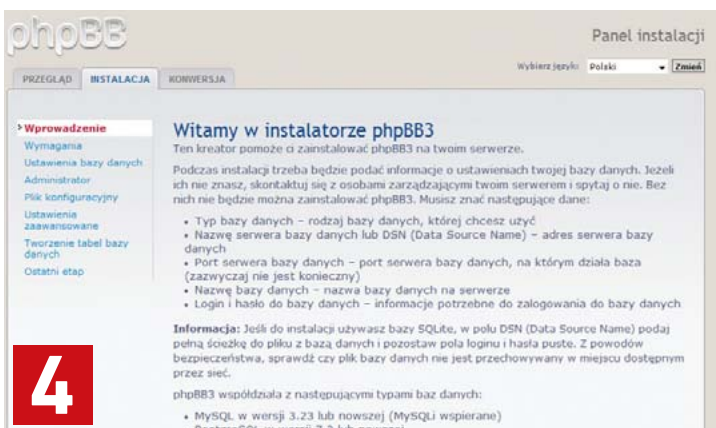 phpBB
Panel instalacji
Wybierz język: Polski Zmień
PRZEGLĄD INSTALACJA KONWERSJA
Wprowadzenie
Wymagania
Ustawienia bazy danych
Administrator
Plik konfiguracyjny
Ustawienia
zaawansowane
Tworzenie tabel bazy
danych
Ostatni etap
Witamy w instalatorze phpBB3
Ten kreator pomoże ci zainstalować phpBB3 na twoim serwerze.
Podczas instalacji trzeba będzie podać informacje o ustawieniach twojej bazy danych. Jeżeli
ich nie znasz, skontaktuj się z osobami zarządzającymi twoim serwerem i spytaj o nie. Bez
nich nie będzie można zainstalować phpBB3. Musisz znać następujące dane:
• Typ bazy danych – rodzaj bazy danych, której chcesz użyć
• Nazwę serwera bazy danych lub DSN (Data Source Name) – adres serwera bazy
danych
• Port serwera bazy danych – port serwera bazy danych, na którym działa baza
(zazwyczaj nie jest konieczny)
• Nazwę bazy danych – nazwa bazy danych na serwerze
• Login i hasło do bazy danych – informacje potrzebne do zalogowania do bazy danych
Informacja: Jeśli do instalacji używasz bazy SQLite, w polu DSN (Data Source Name) podaj
pełną ścieżkę do pliku z bazą danych i pozostaw pola loginu i hasła puste. Z powodów
bezpieczeństwa, sprawdź czy plik bazy danych nie jest przechowywany w miejscu dostępnym
przez sieć.
phpBB3 współdziała z następującymi typami baz danych:
• MySQL w wersji 3.23 lub nowszej (MySQLi wspierane)
4